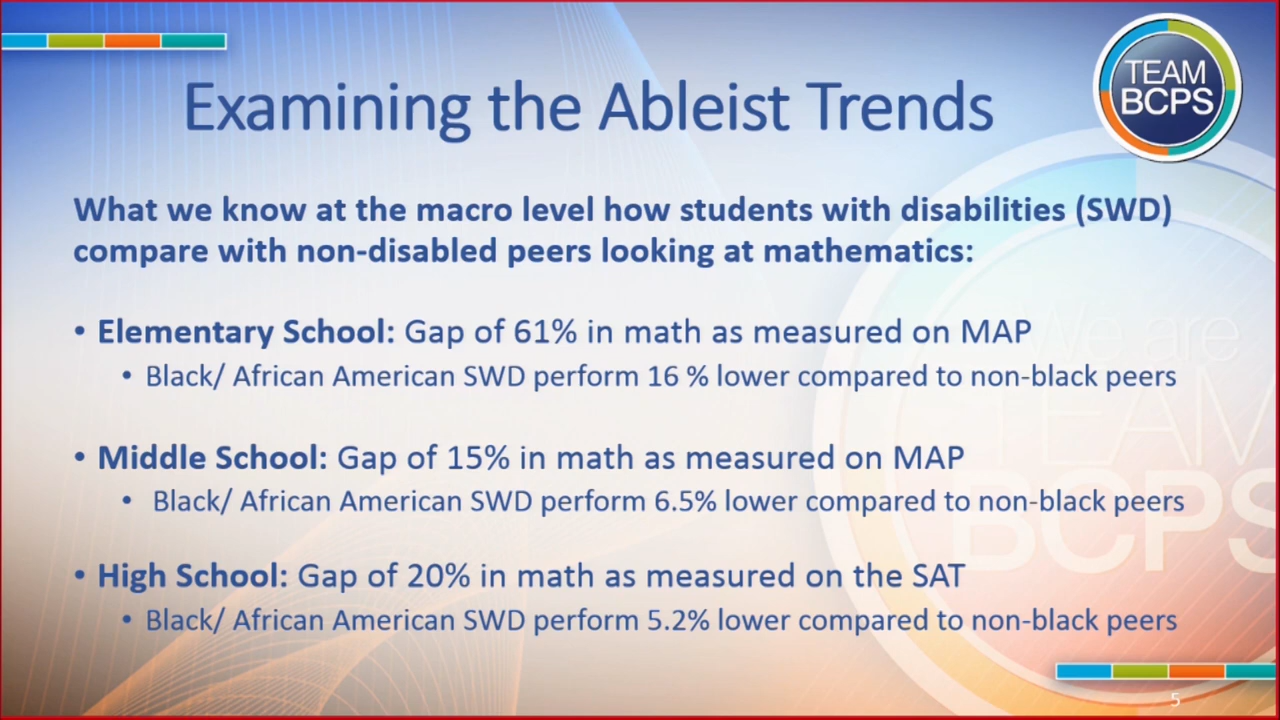 TEAM
BCPS
Examining the Ableist Trends
What we know at the macro level how students with disabilities (SWD)
compare with non-disabled peers looking at mathematics:
• Elementary School: Gap of 61% in math as measured on MAP
• Black/ African American SWD perform 16 % lower compared to non-black peers
• Middle School: Gap of 15% in math as measured on MAP
• Black/ African American SWD perform 6.5% lower compared to non-black peers
• High School: Gap of 20% in math as measured on the SAT
• Black/ African American SWD perform 5.2% lower compared to non-black peers
We are
TEAM
BCPS
5